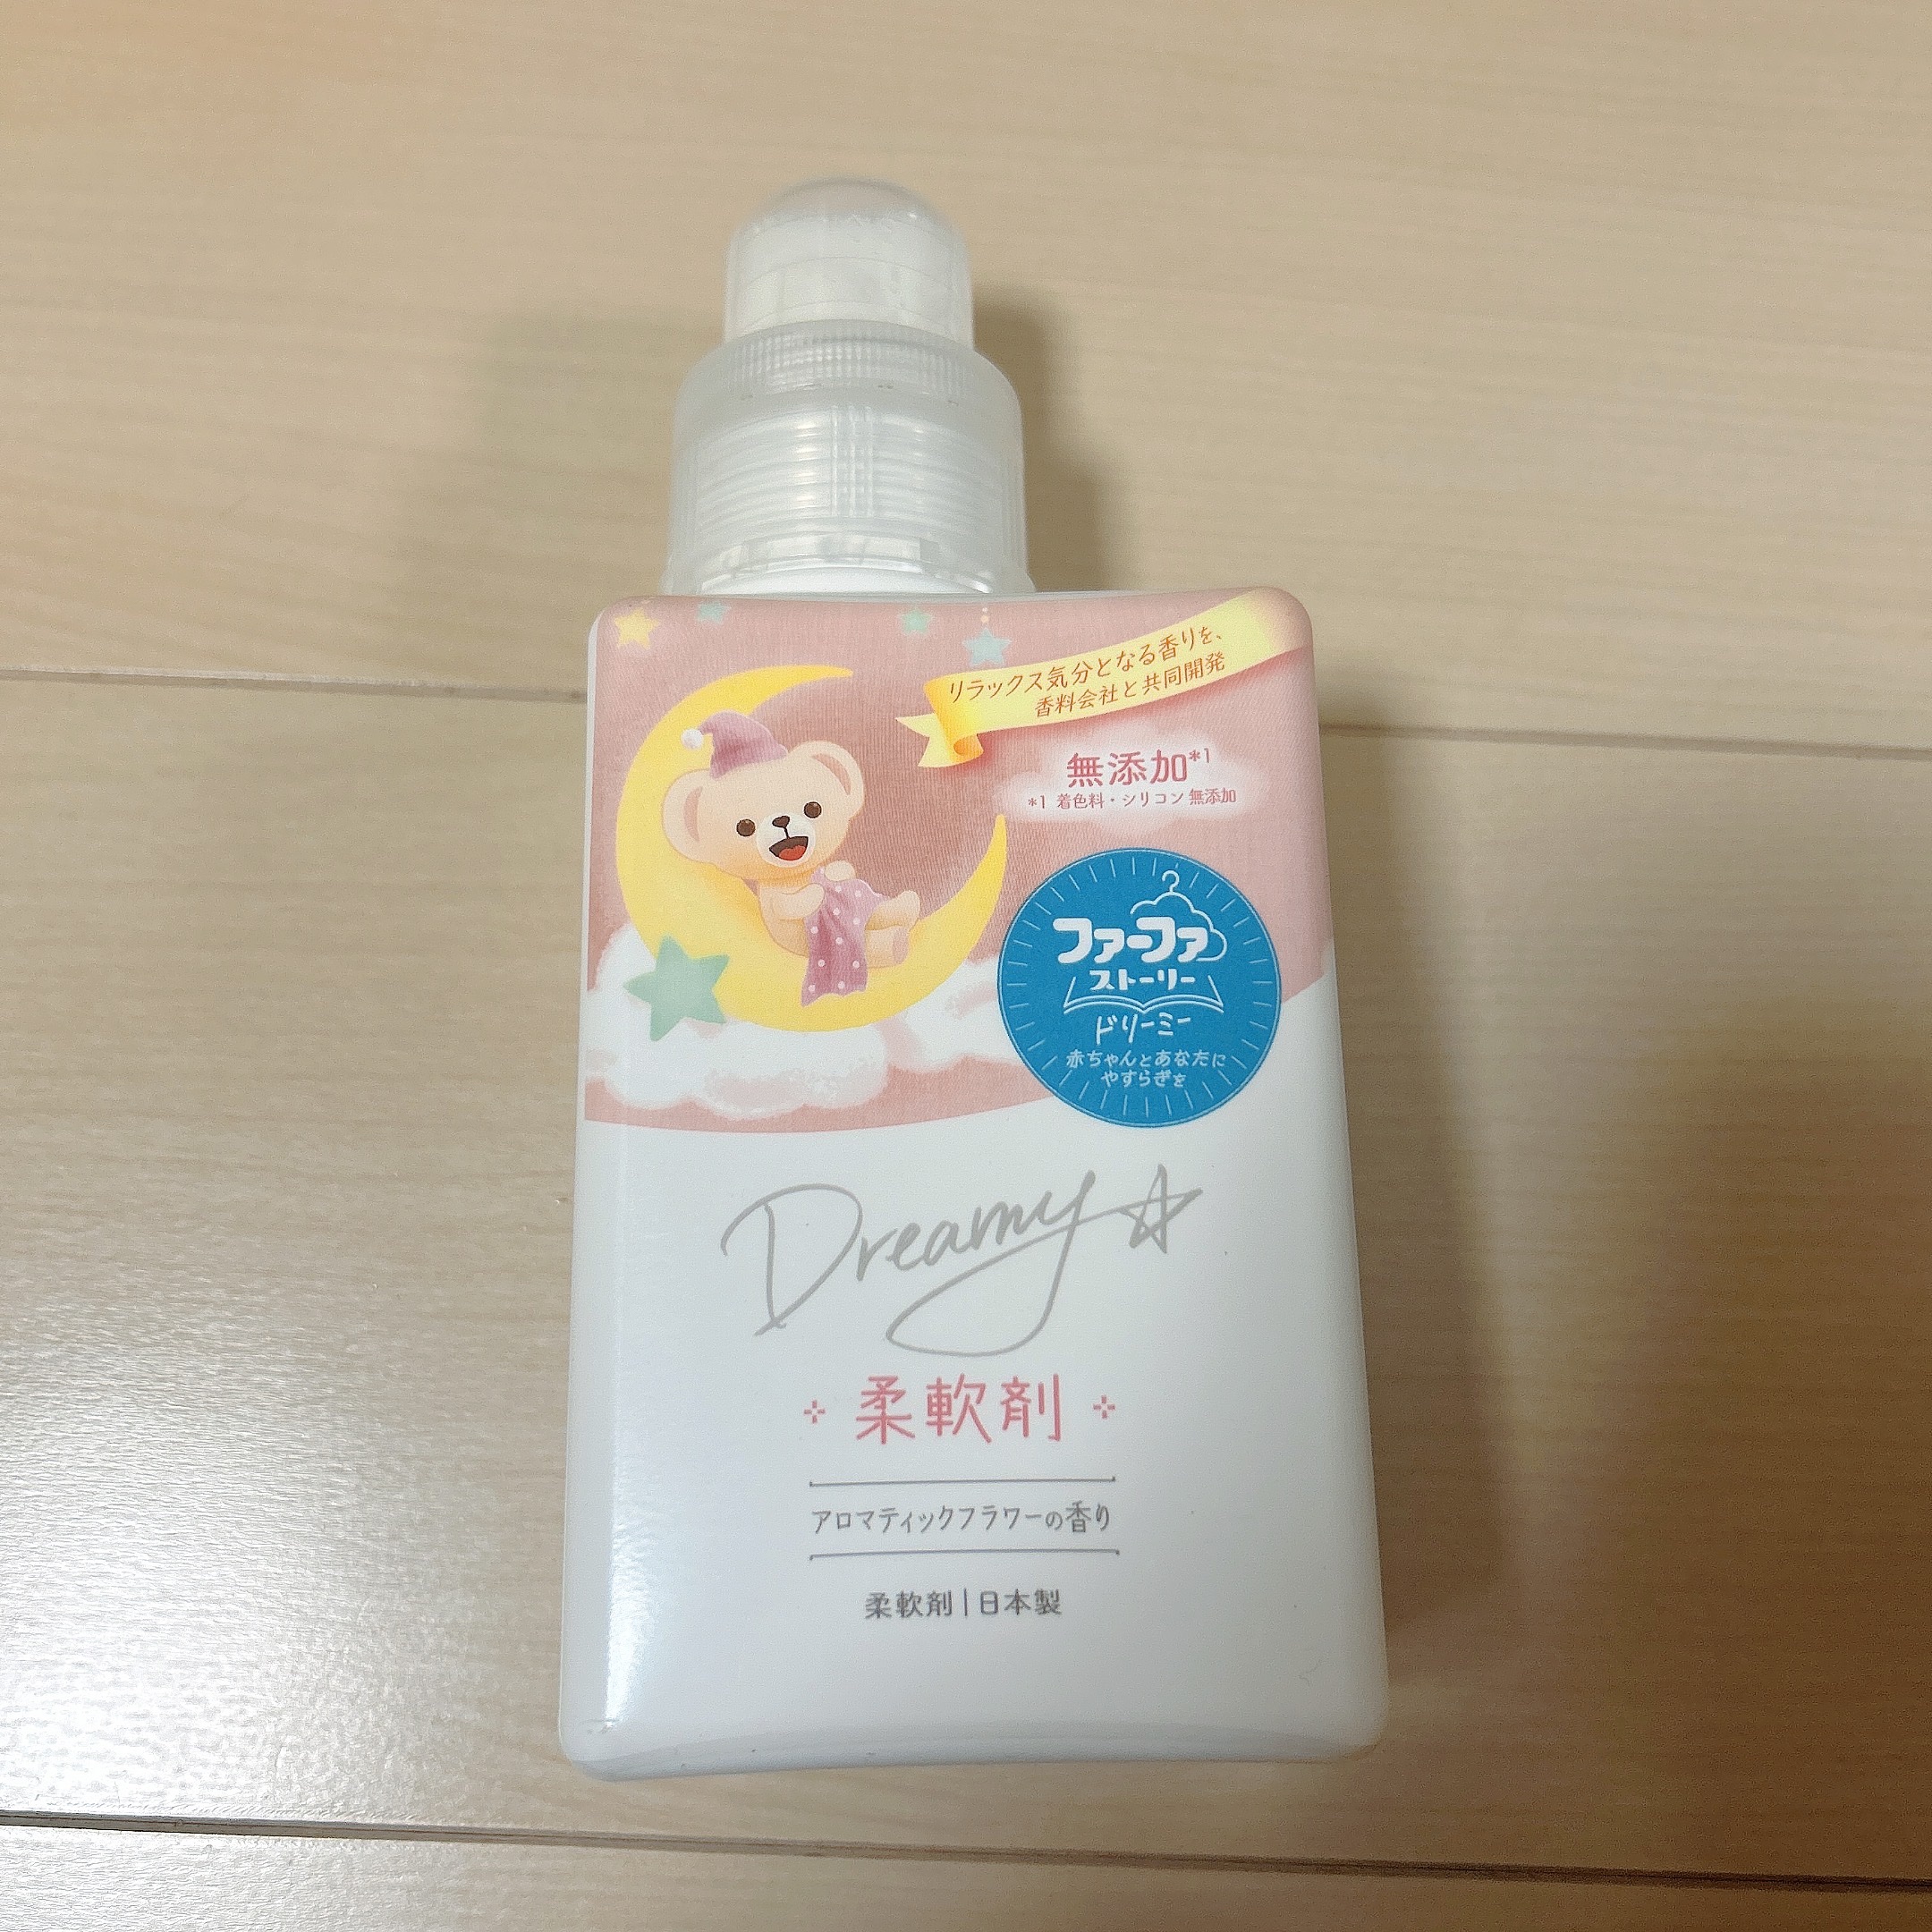 リラックス気分となる香りを、
香料会社と共同開発
無添加*1
*1 着色料・シリコン 無添加
ファーファ
ストーリー
ドリーミー
赤ちゃんとあなたに
やすらぎを
Dreamy
柔軟剤
アロマティックフラワーの香り
柔軟剤|日本製